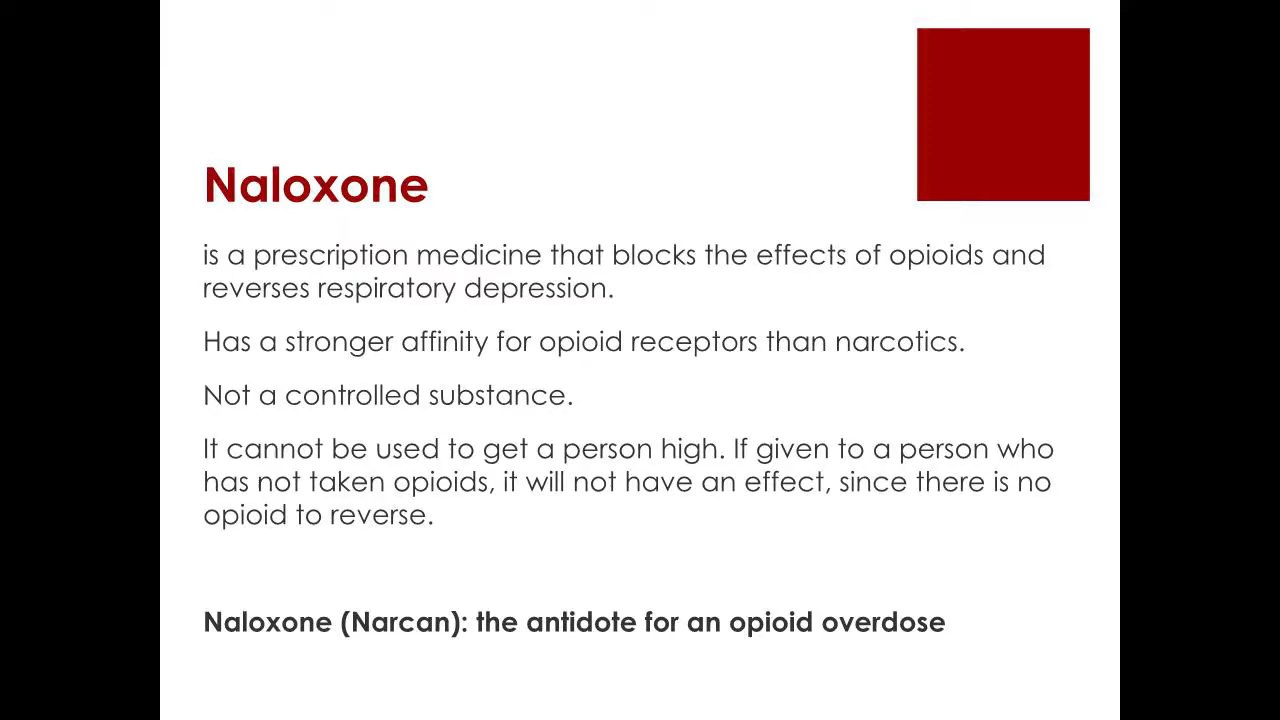 Naloxone
is a prescription medicine that blocks the effects of opioids and
reverses respiratory depression.
Has a stronger affinity for opioid receptors than narcotics.
Not a controlled substance.
It cannot be used to get a person high. If given to a person who
has not taken opioids, it will not have an effect, since there is no
opioid to reverse.
Naloxone (Narcan): the antidote for an opioid overdose